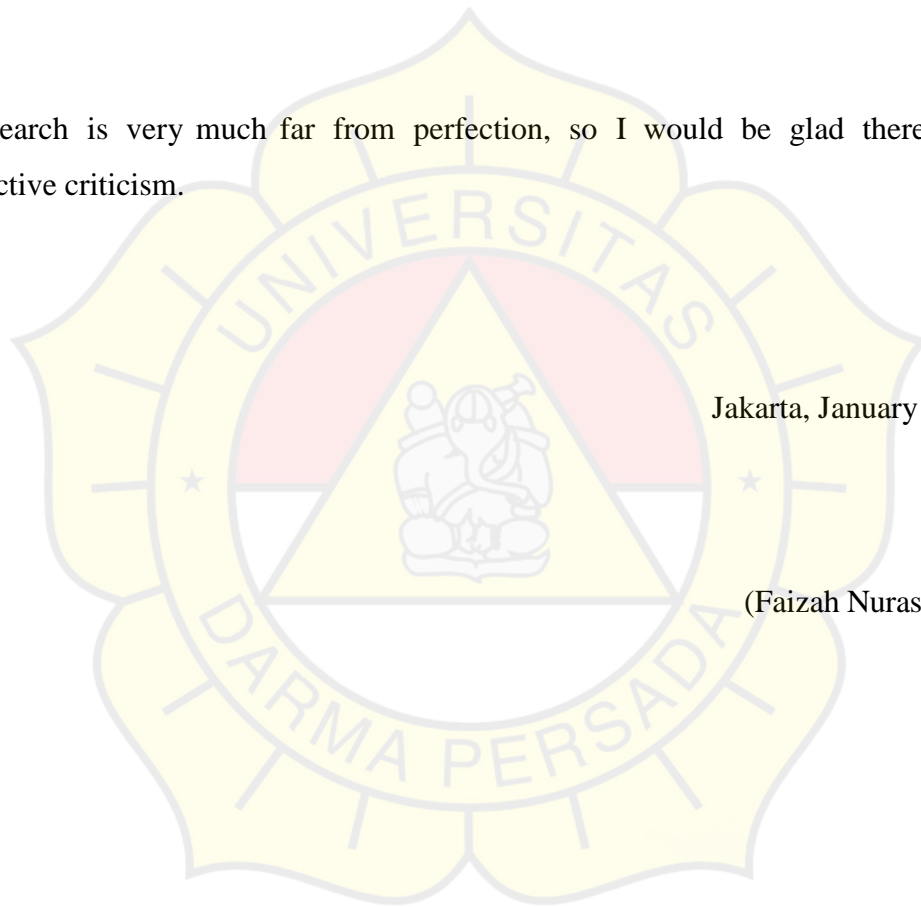 earch is very much far from perfection, so I would be glad there
ctive criticism.
UNIVERSITAS
Jakarta, January
(Faizah Nuras
DARMA PERSADA